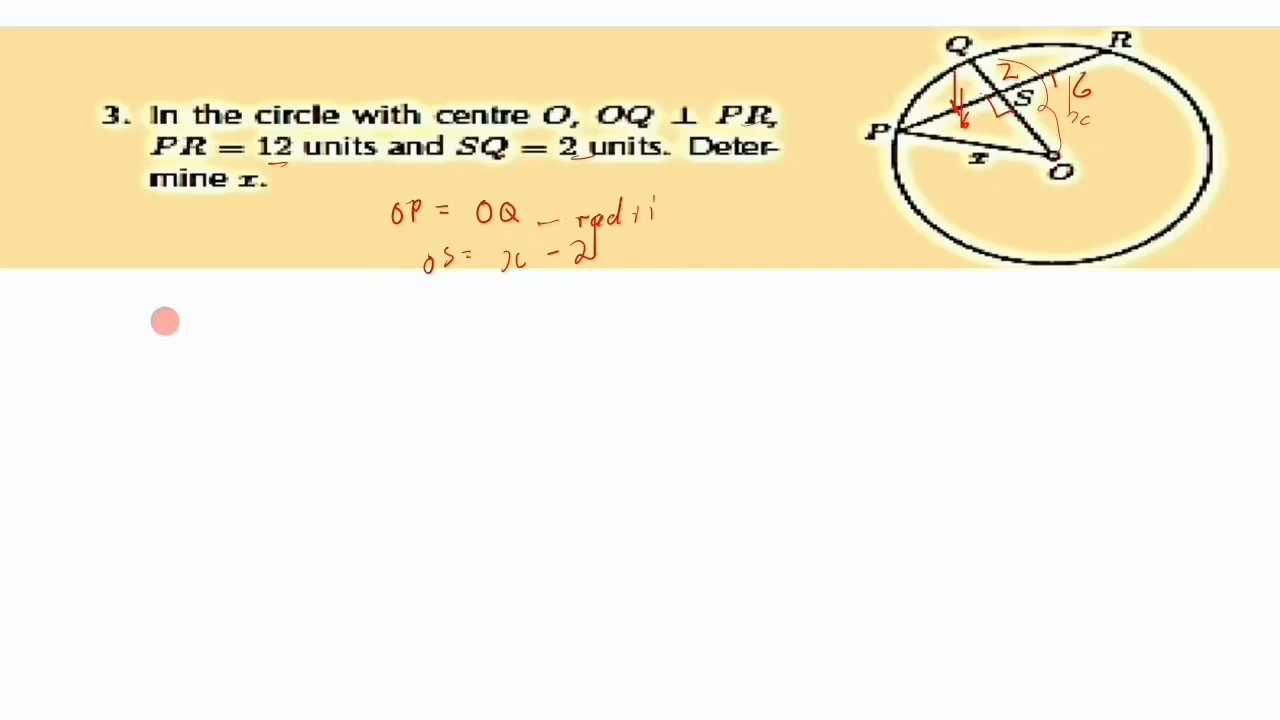 3. In the circle with centre O, OQ ⊥ PR,
PR = 12 units and SQ = 2 units. Deter-
mine x.
OP = OQ - radii
OS = x - 2
Q
R
2
S
6
x
6
P
x
O